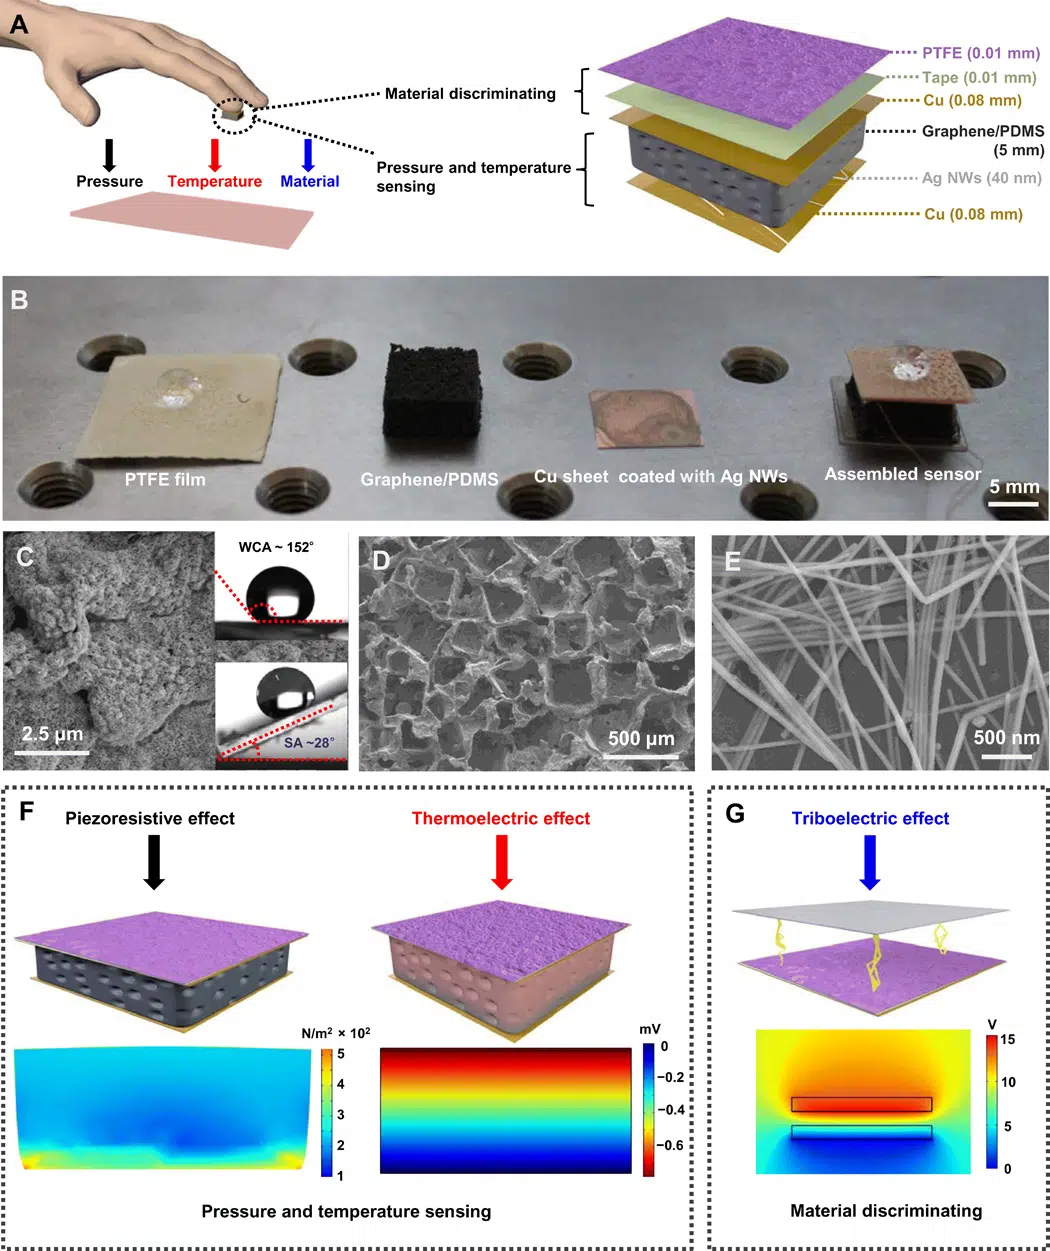 A
Pressure
Temperature
Material
Material discriminating
Pressure and temperature
sensing
PTFE (0.01 mm)
Tape (0.01 mm)
Cu (0.08 mm)
Graphene/PDMS
(5 mm)
Ag NWs (40 nm)
Cu (0.08 mm)
B
PTFE film
Graphene/PDMS
Cu sheet coated with Ag NWs
Assembled sensor
5 mm
C
WCA ~ 152°
2.5 µm
SA ~28°
D
500 µm
E
500 nm
F
Piezoresistive effect
Thermoelectric effect
N/m² × 10²
5
4
3
2
1
mV
0
−0.2
−0.4
−0.6
Pressure and temperature sensing
G
Triboelectric effect
V
15
10
5
0
Material discriminating